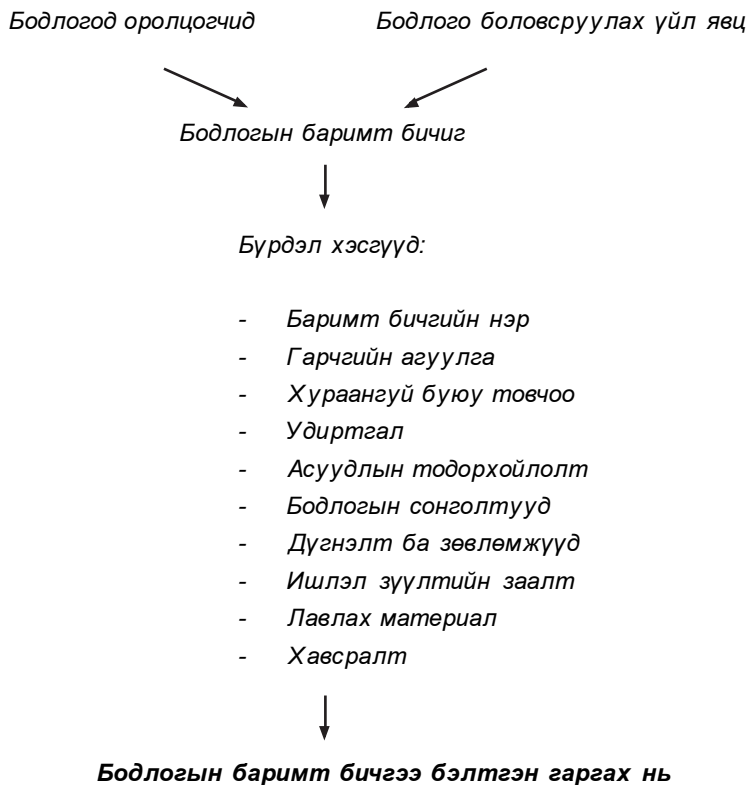 Бодлогод оролцогчид Бодлого боловсруулах үйл явц
Бодлогын баримт бичиг
Бүрдэл хэсгүүд:
- Баримт бичгийн нэр
- Гарчгийн агуулга
- Хураангуй буюу товчоо
- Удиртгал
- Асуудлын тодорхойлолт
- Бодлогын сонголтууд
- Дүгнэлт ба зөвлөмжүүд
- Ишлэл зүүлтийн заалт
- Лавлах материал
- Хавсралт
Бодлогын баримт бичгээ бэлтгэн гаргах нь